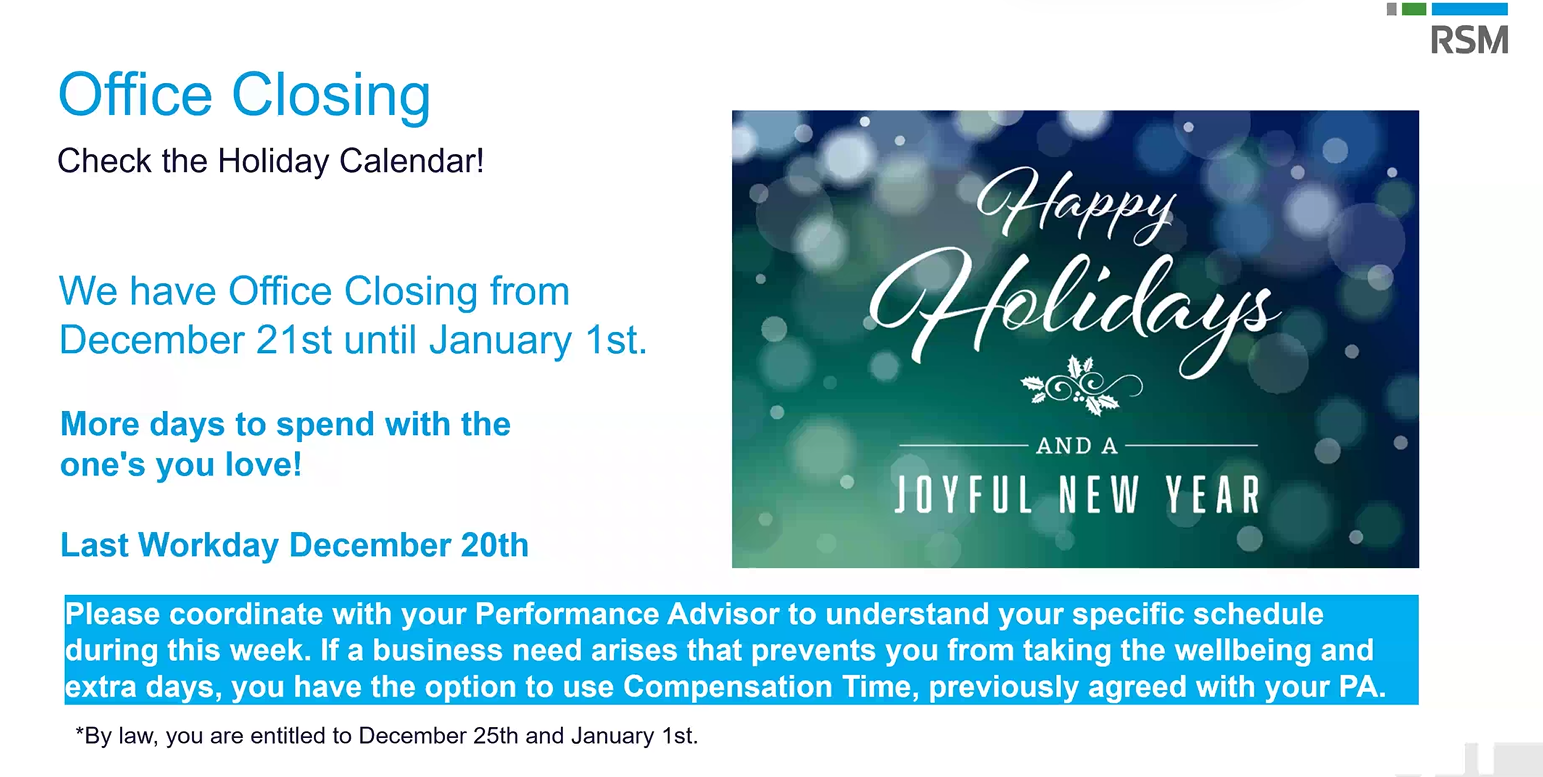 RSM
Office Closing
Check the Holiday Calendar!
We have Office Closing from
December 21st until January 1st.
More days to spend with the
one's you love!
Last Workday December 20th
Happy
Holidays
AND A
JOYFUL NEW YEAR
Please coordinate with your Performance Advisor to understand your specific schedule
during this week. If a business need arises that prevents you from taking the wellbeing and
extra days, you have the option to use Compensation Time, previously agreed with your PA.
*By law, you are entitled to December 25th and January 1st.